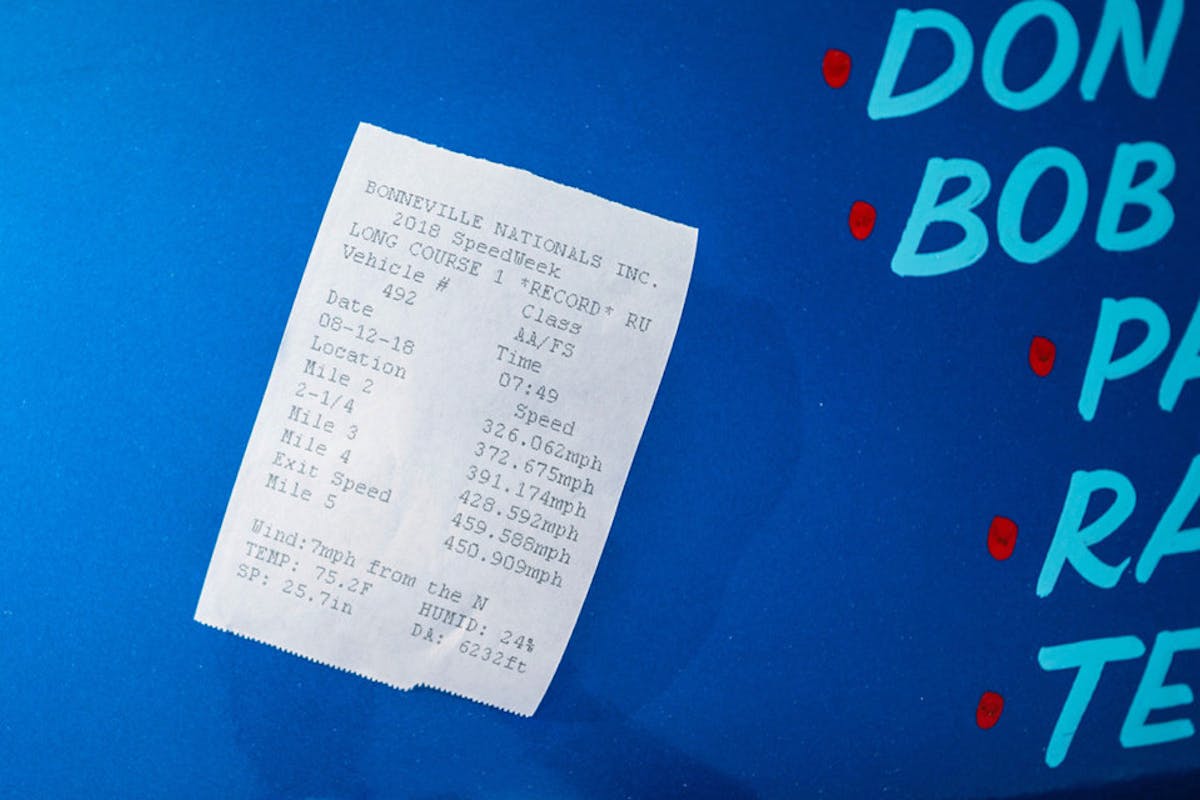 BONNEVILLE NATIONALS INC.
2018 SpeedWeek
LONG COURSE 1 *RECORD* RU
Vehicle # Class
492 AA/FS
Date Time
08-12-18 07:49
Location Speed
Mile 2 326.062mph
2-1/4 372.675mph
Mile 3 391.174mph
Mile 4 428.592mph
Exit Speed 459.588mph
Mile 5 450.909mph
Wind:7mph from the N
TEMP: 75.2F HUMID: 24%
SP: 25.7in DA: 6232ft
DON
BOB
PA
RA
TE